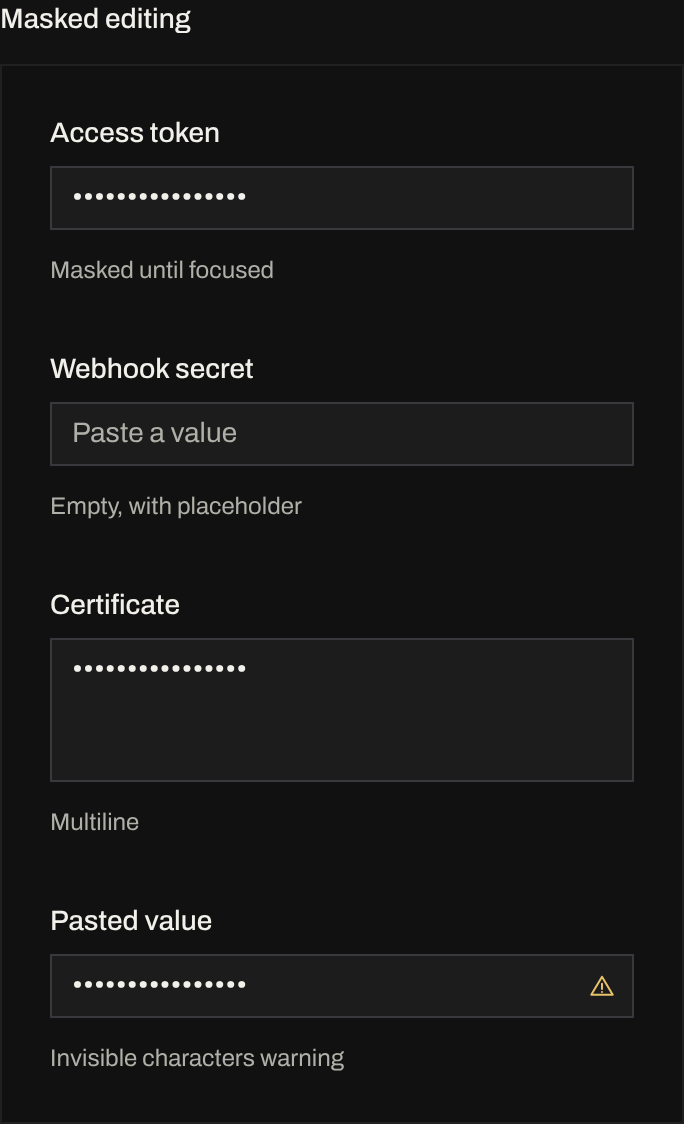 Masked editing
Access token
••••••••••••••••
Masked until focused
Webhook secret
Paste a value
Empty, with placeholder
Certificate
••••••••••••••••
Multiline
Pasted value
••••••••••••••••
Invisible characters warning